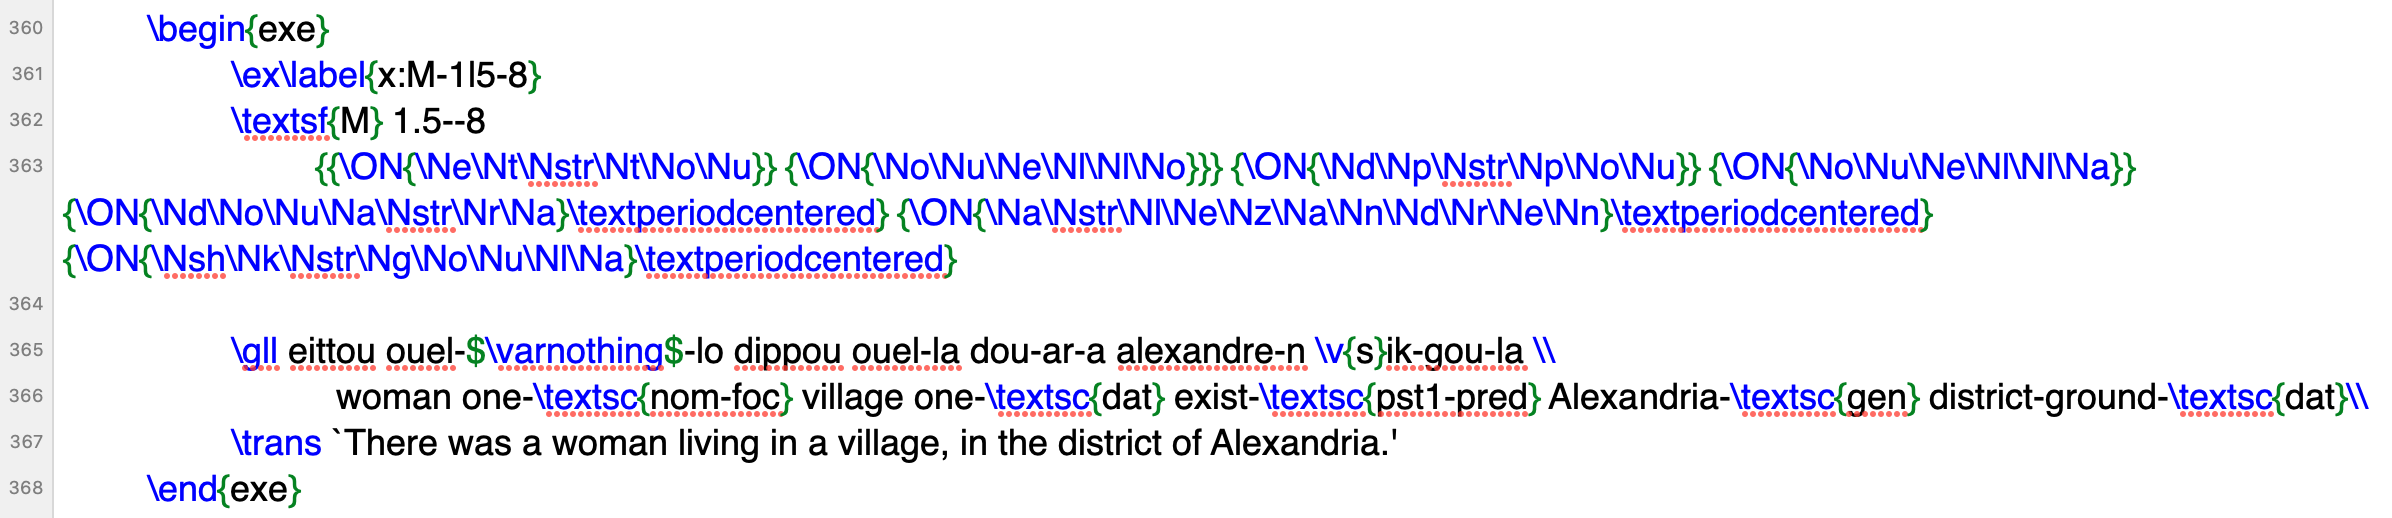 360 \begin{exe}
361 \ex\label{x:M-1l5-8}
362 \textsf{M} 1.5--8
363 {{\ON{\Ne\Nt\Nstr\Nt\No\Nu}} {\ON{\No\Nu\Ne\Nl\Nl\No}}} {\ON{\Nd\Np\Nstr\Np\No\Nu}} {\ON{\No\Nu\Ne\Nl\Nl\Na}}
{\ON{\Nd\No\Nu\Na\Nstr\Nr\Na}\textperiodcentered} {\ON{\Na\Nstr\Nl\Ne\Nz\Na\Nn\Nd\Nr\Ne\Nn}\textperiodcentered}
{\ON{\Nsh\Nk\Nstr\Ng\No\Nu\Nl\Na}\textperiodcentered}
364
365 \gll eittou ouel-$\varnothing$-lo dippou ouel-la dou-ar-a alexandre-n \v{s}ik-gou-la \\
366 woman one-\textsc{nom-foc} village one-\textsc{dat} exist-\textsc{pst1-pred} Alexandria-\textsc{gen} district-ground-\textsc{dat}\\
367 \trans `There was a woman living in a village, in the district of Alexandria.'
368 \end{exe}